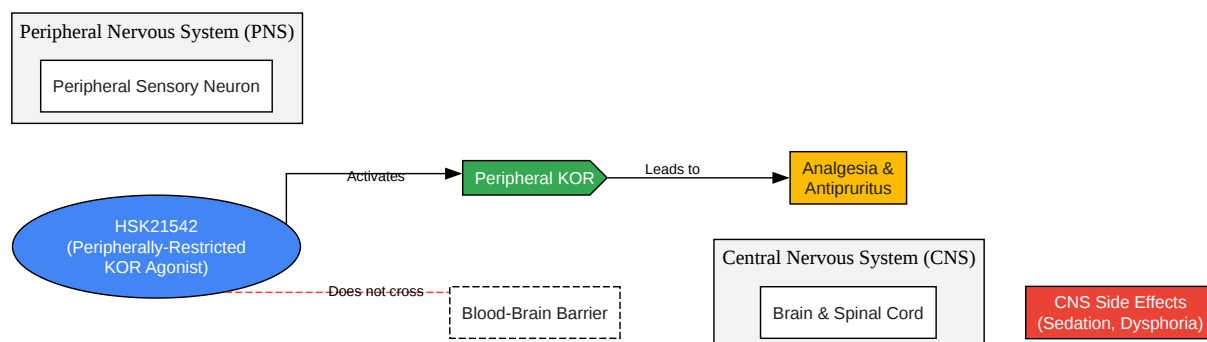 Peripheral Nervous System (PNS)
Peripheral Sensory Neuron
Activates
Peripheral KOR
Leads to
Analgesia &
Antipruritus
HSK21542
(Peripherally-Restricted
KOR Agonist)
Does not cross
Blood-Brain Barrier
Central Nervous System (CNS)
Brain & Spinal Cord
CNS Side Effects
(Sedation, Dysphoria)